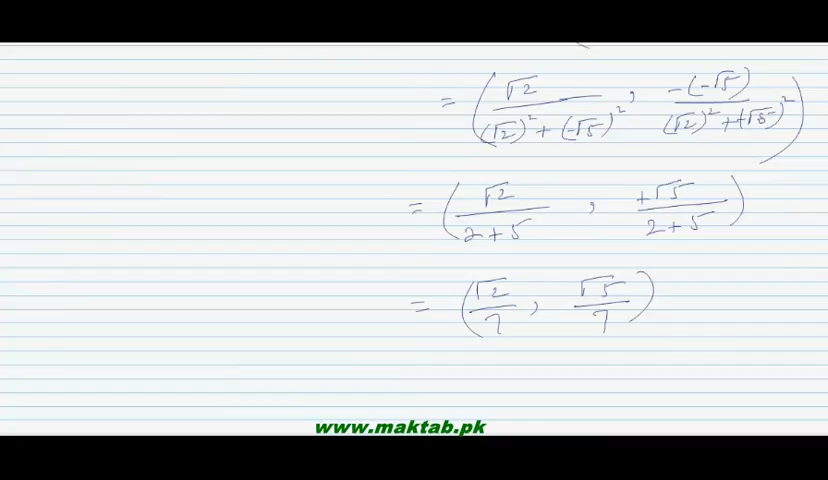 = ( √2 / (√2)² + (-√5)² , -(-√5) / (√2)² + (-√5)² )
= ( √2 / 2+5 , +√5 / 2+5 )
= ( √2 / 7 , √5 / 7 )
www.maktab.pk